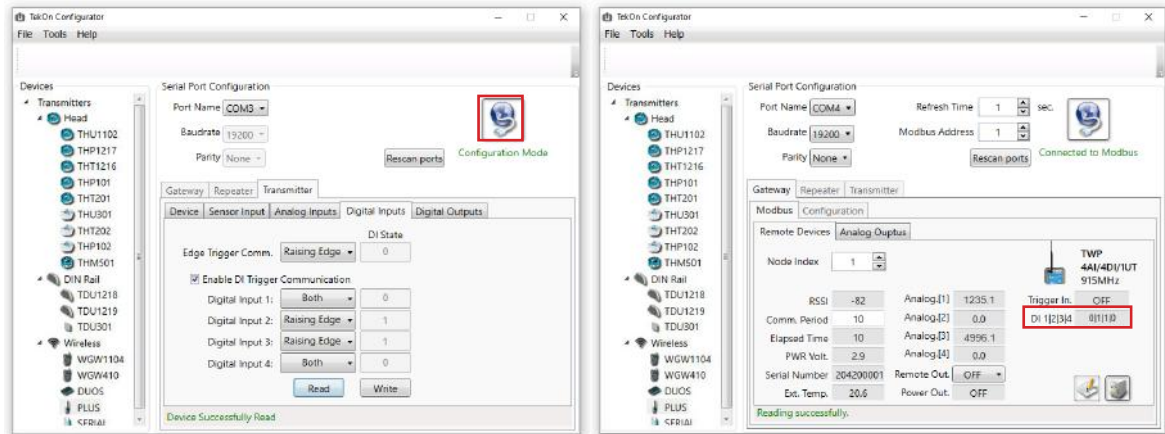 TekOn Configurator
File Tools Help
Devices
Transmitters
Head
THU1102
THP1217
THT1216
THP101
THT201
THU301
THT202
THP102
THM501
DIN Rail
TDU1218
TDU1219
TDU301
Wireless
WGW1104
WGW410
DUOS
PLUS
SERIAL
Serial Port Configuration
Port Name COM3
Baudrate 19200
Parity None
Rescan ports
Configuration Mode
Gateway Repeater Transmitter
Device Sensor Input Analog Inputs Digital Inputs Digital Outputs
DI State
Edge Trigger Comm. Raising Edge 0
Enable DI Trigger Communication
Digital Input 1: Both 0
Digital Input 2: Raising Edge 1
Digital Input 3: Raising Edge 1
Digital Input 4: Both 0
Read Write
Device Successfully Read
TekOn Configurator
File Tools Help
Devices
Transmitters
Head
THU1102
THP1217
THT1216
THP101
THT201
THU301
THT202
THP102
THM501
DIN Rail
TDU1218
TDU1219
TDU301
Wireless
WGW1104
WGW410
DUOS
PLUS
SERIAL
Serial Port Configuration
Port Name COM4 Refresh Time 1 sec.
Baudrate 19200 Modbus Address 1
Parity None Rescan ports Connected to Modbus
Gateway Repeater Transmitter
Modbus Configuration
Remote Devices Analog Ouptus
Node Index 1
TWP
4AI/4DI/1UT
915MHz
RSSI -82 Analog.[1] 1235.1 Trigger In. OFF
Comm. Period 10 Analog.[2] 0.0 DI 1|2|3|4 0|1|1|0
Elapsed Time 10 Analog.[3] 4996.1
PWR Volt. 2.9 Analog.[4] 0.0
Serial Number 204200001 Remote Out. OFF
Ext. Temp. 20.6 Power Out. OFF
Reading successfully.